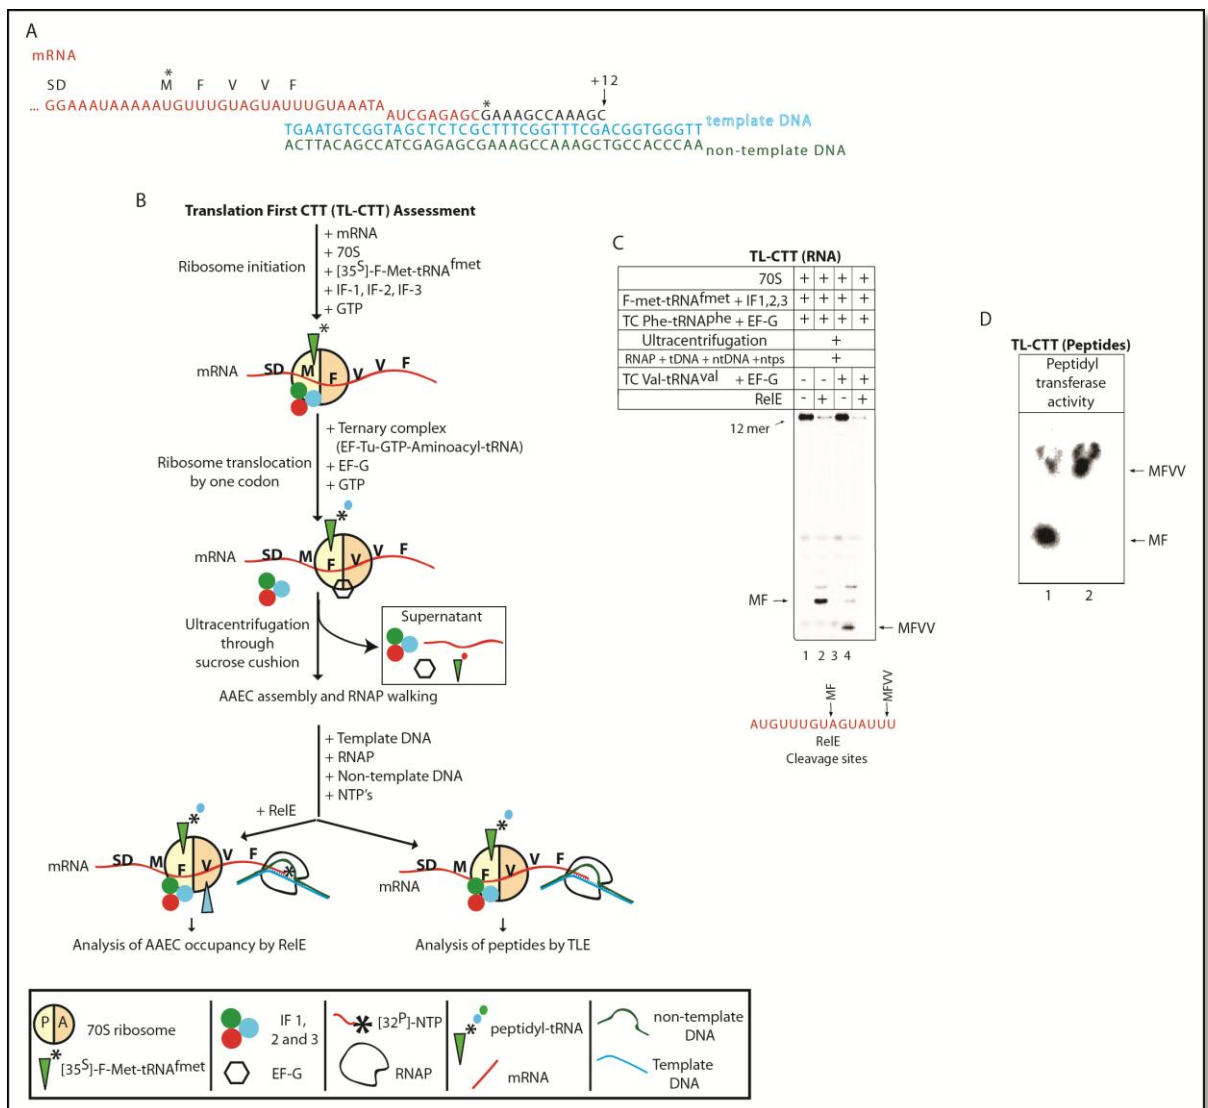 A
mRNA
*
SD M F V V F +12
... GGAAAUAAAAAUGUUUGUAGUAUUUGUAAATA *
AUCGAGAGCGAAAGCCAAAGC
TGAATGTCGGTAGCTCTCGCTTTCGGTTTCGACGGTGGGTT template DNA
ACTTACAGCCATCGAGAGCGAAAGCCAAAGCTGCCACCCAA non-template DNA
B
Translation First CTT (TL-CTT) Assessment
+ mRNA
+ 70S
Ribosome initiation
+ [35S]-F-Met-tRNAfmet
+ IF-1, IF-2, IF-3
+ GTP
*
mRNA SD M F V V F
+ Ternary complex
(EF-Tu-GTP-Aminoacyl-tRNA)
Ribosome translocation
by one codon
+ EF-G
+ GTP
*
mRNA SD M F V V F
Ultracentrifugation
through
sucrose cushion
Supernatant
AAEC assembly and RNAP walking
+ Template DNA
+ RNAP
+ Non-template DNA
+ NTP's
+ RelE
*
mRNA SD M F V V F *
*
mRNA SD M F V V F
Analysis of AAEC occupancy by RelE
Analysis of peptides by TLE
C
TL-CTT (RNA)
70S + + + +
F-met-tRNAfmet + IF1,2,3 + + + +
TC Phe-tRNAphe + EF-G + + + +
Ultracentrifugation +
RNAP + tDNA + ntDNA +ntps +
TC Val-tRNAval + EF-G - - + +
RelE - + - +
12 mer
MF
MFVV
1 2 3 4
MF
MFVV
AUGUUUGUAGUAUUU
RelE
Cleavage sites
D
TL-CTT (Peptides)
Peptidyl
transferase
activity
MFVV
MF
1 2
P A 70S ribosome
* [35S]-F-Met-tRNAfmet
IF 1,
2 and 3
EF-G
* [32P]-NTP
RNAP
* peptidyl-tRNA
mRNA
non-template
DNA
Template
DNA